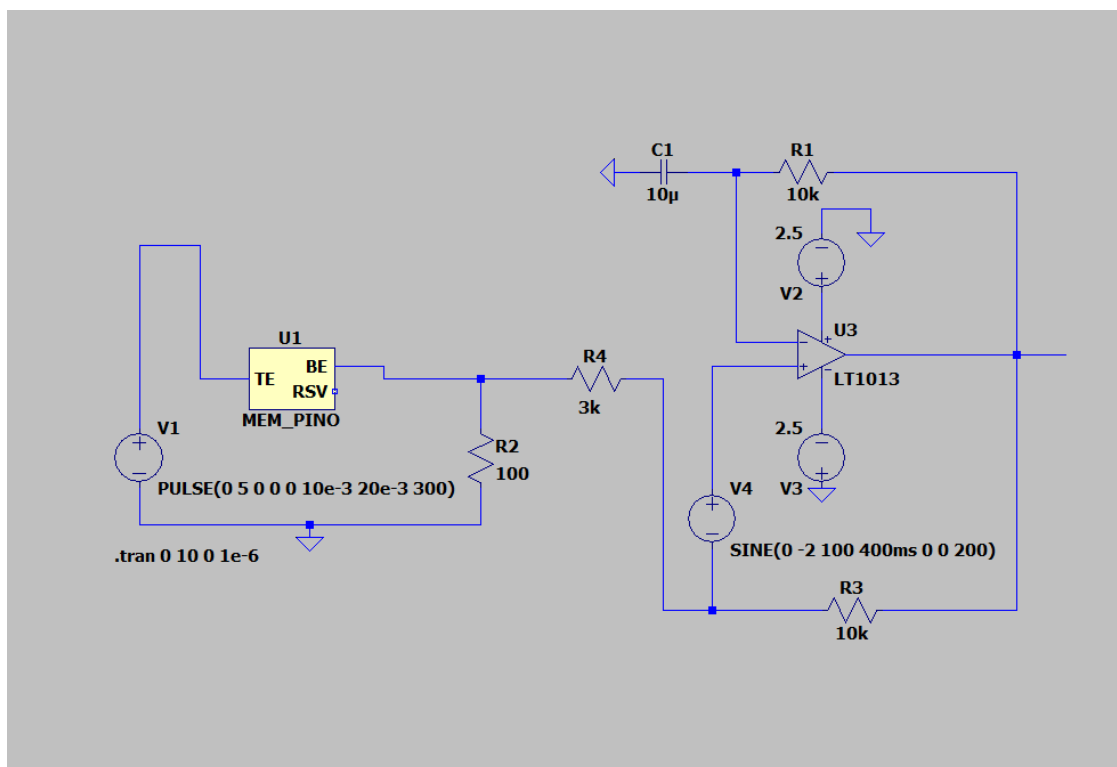 C1
10µ
R1
10k
2.5
V2
U3
LT1013
2.5
V3
U1
TE
BE
RSV
MEM_PINO
R4
3k
V1
PULSE(0 5 0 0 0 10e-3 20e-3 300)
R2
100
.tran 0 10 0 1e-6
V4
SINE(0 -2 100 400ms 0 0 200)
R3
10k